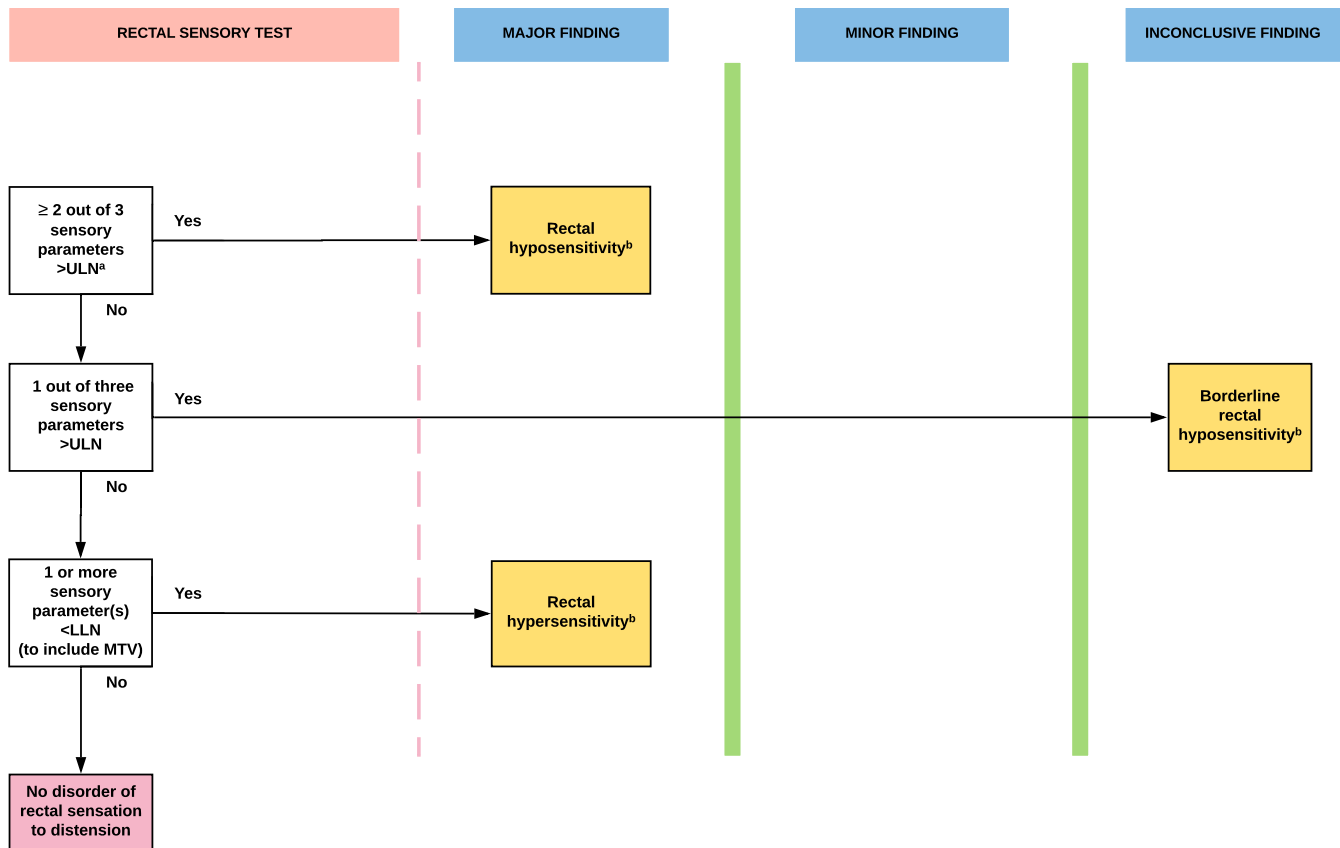 RECTAL SENSORY TEST
MAJOR FINDING
MINOR FINDING
INCONCLUSIVE FINDING
≥ 2 out of 3
sensory
parameters
>ULNᵃ
Yes
Rectal
hyposensitivityᵇ
No
1 out of three
sensory
parameters
>ULN
Yes
Borderline
rectal
hyposensitivityᵇ
No
1 or more
sensory
parameter(s)
<LLN
(to include MTV)
Yes
Rectal
hypersensitivityᵇ
No
No disorder of
rectal sensation
to distension